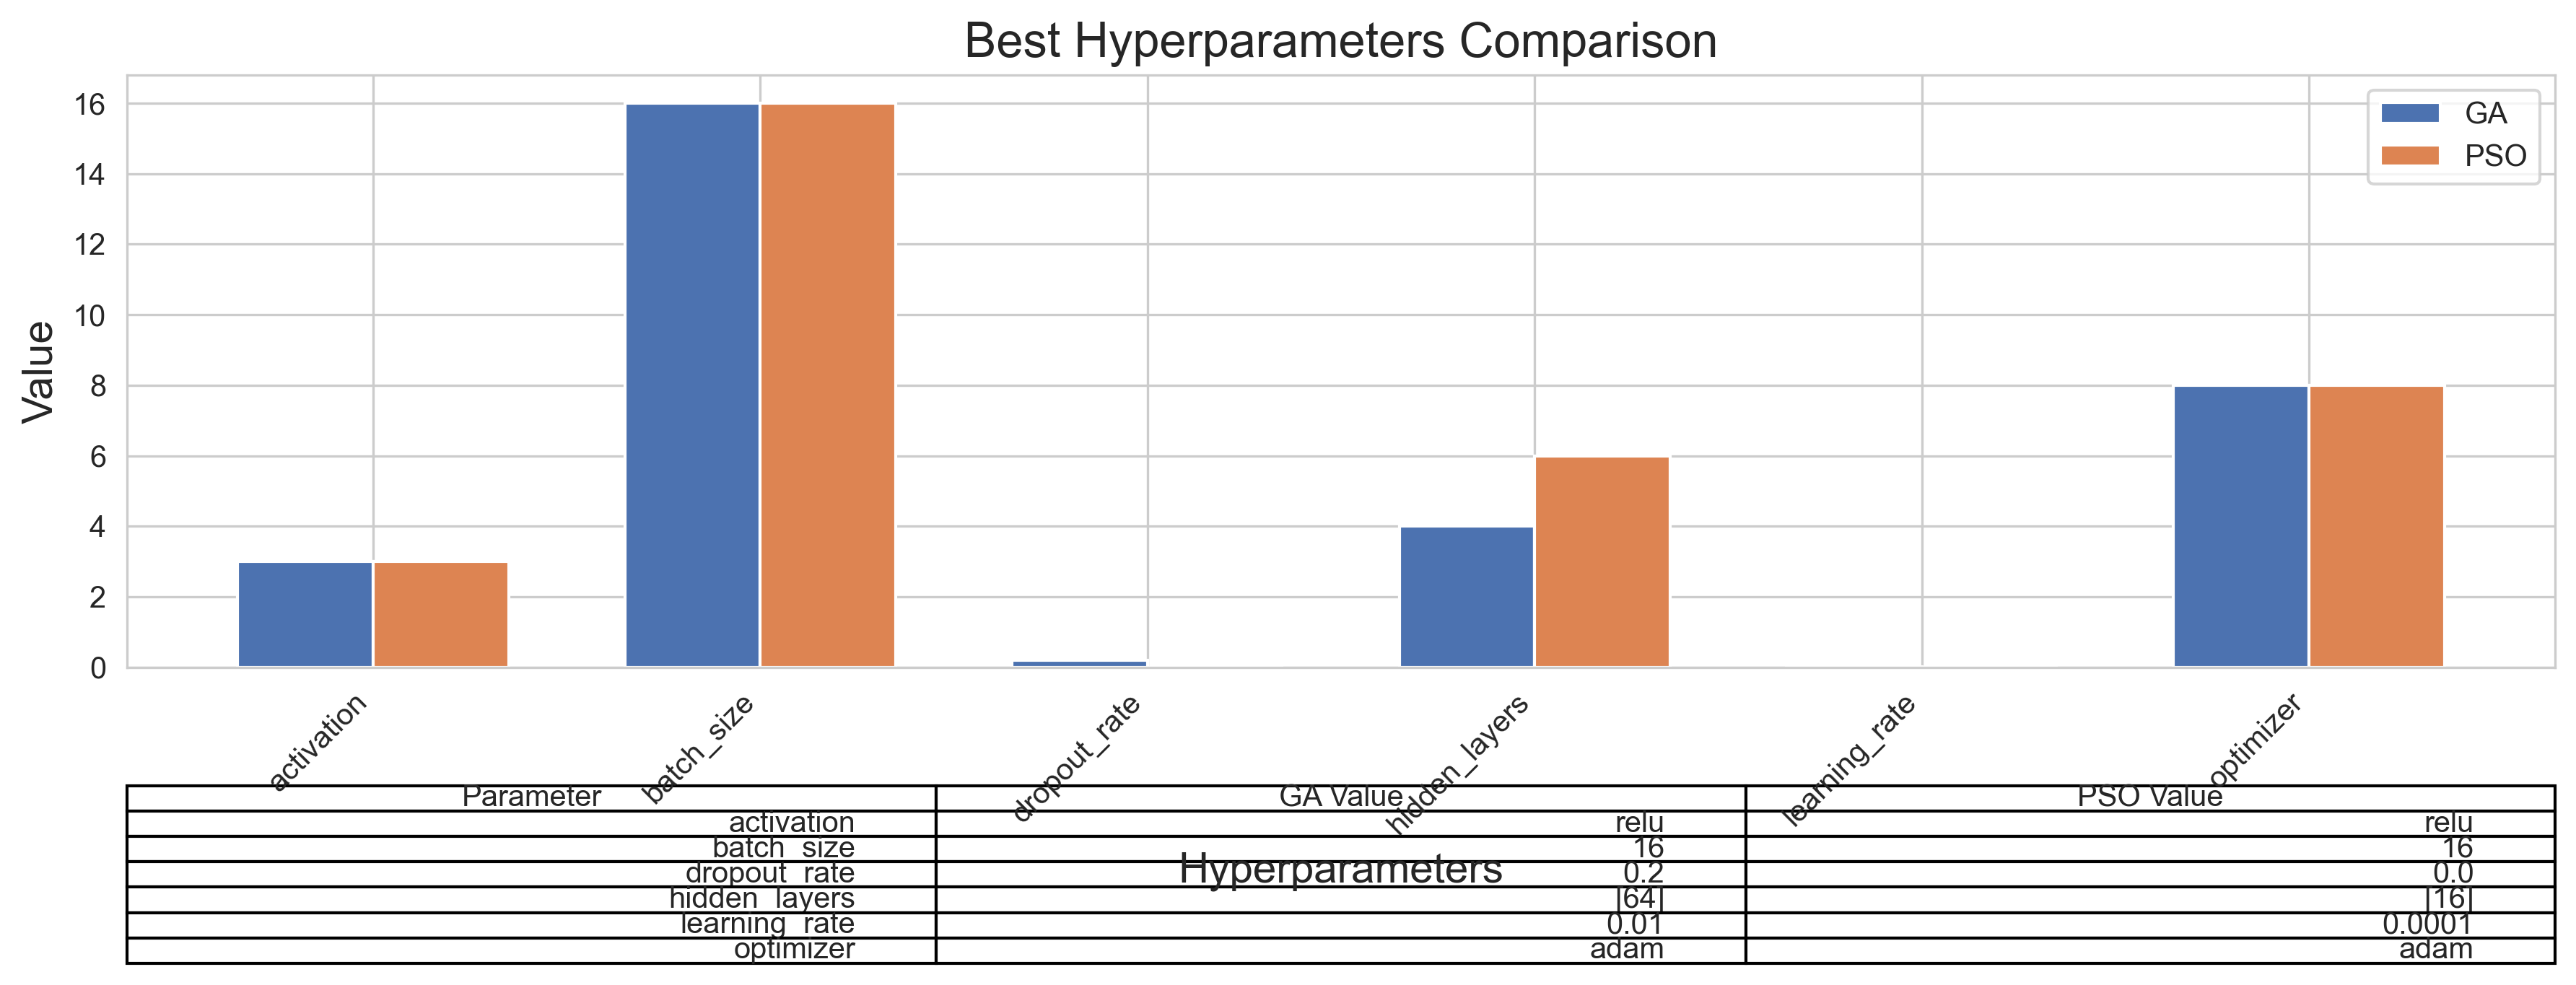 Best Hyperparameters Comparison
GA
PSO
Value
16
14
12
10
8
6
4
2
0
activation
batch_size
dropout_rate
hidden_layers
learning_rate
optimizer
Hyperparameters
Parameter GA Value PSO Value
activation relu relu
batch_size 16 16
dropout_rate 0.2 0.0
hidden_layers [64] [16]
learning_rate 0.01 0.0001
optimizer adam adam